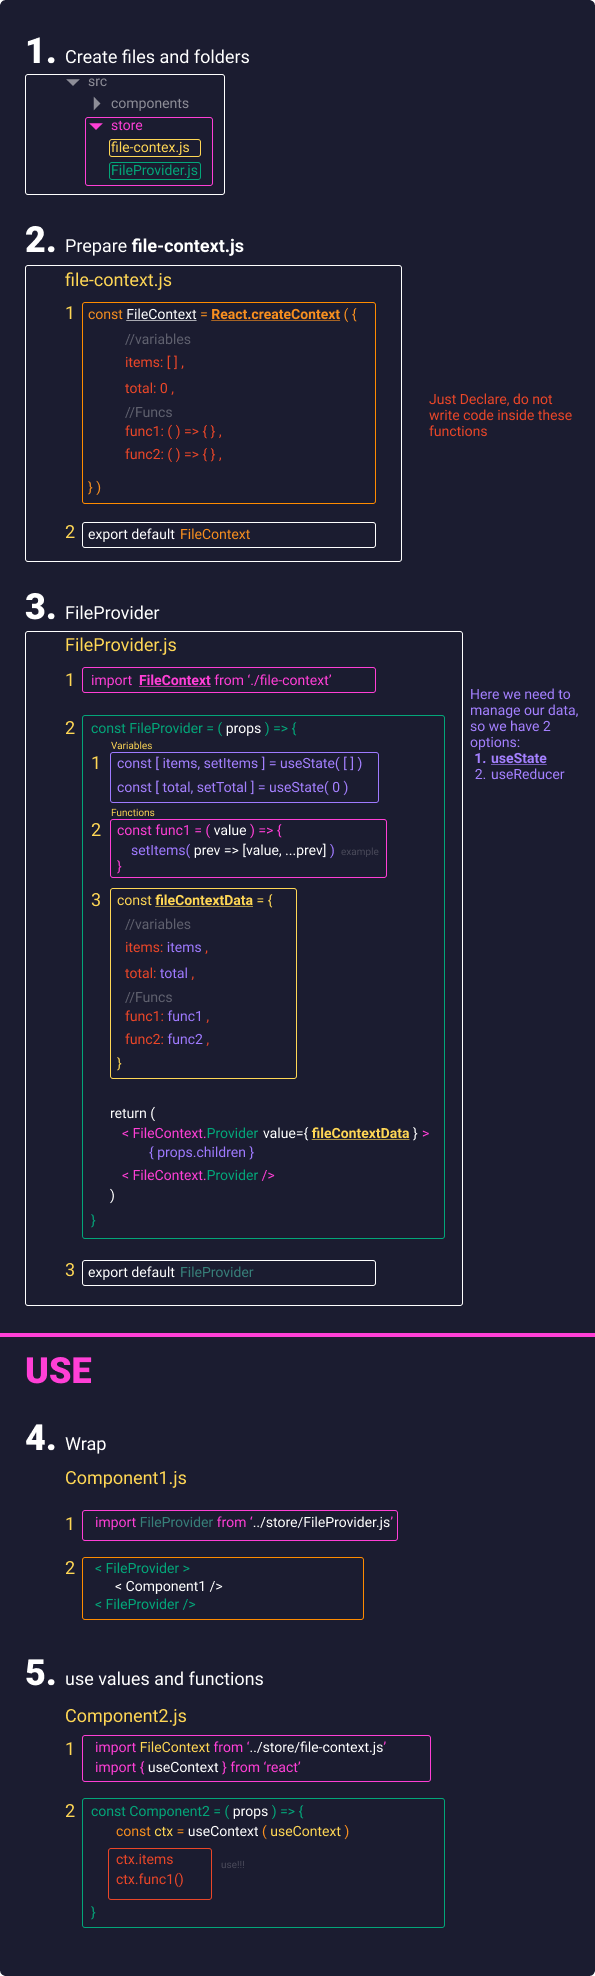 1. Create files and folders
src
components
store
file-contex.js
FileProvider.js
2. Prepare file-context.js
file-context.js
1 const FileContext = React.createContext ( {
//variables
items: [ ] ,
total: 0 ,
//Funcs
func1: ( ) => { } ,
func2: ( ) => { } ,
} )
Just Declare, do not
write code inside these
functions
2 export default FileContext
3. FileProvider
FileProvider.js
1 import FileContext from ‘./file-context’
2 const FileProvider = ( props ) => {
Variables
1 const [ items, setItems ] = useState( [ ] )
const [ total, setTotal ] = useState( 0 )
Functions
2 const func1 = ( value ) => {
setItems( prev => [value, ...prev] ) example
}
3 const fileContextData = {
//variables
items: items ,
total: total ,
//Funcs
func1: func1 ,
func2: func2 ,
}
return (
< FileContext.Provider value={ fileContextData } >
{ props.children }
< FileContext.Provider />
)
}
Here we need to
manage our data,
so we have 2
options:
1. useState
2. useReducer
3 export default FileProvider
USE
4. Wrap
Component1.js
1 import FileProvider from ‘../store/FileProvider.js’
2 < FileProvider >
< Component1 />
< FileProvider />
5. use values and functions
Component2.js
1 import FileContext from ‘../store/file-context.js’
import { useContext } from ‘react’
2 const Component2 = ( props ) => {
const ctx = useContext ( useContext )
ctx.items
ctx.func1()
use!!!
}